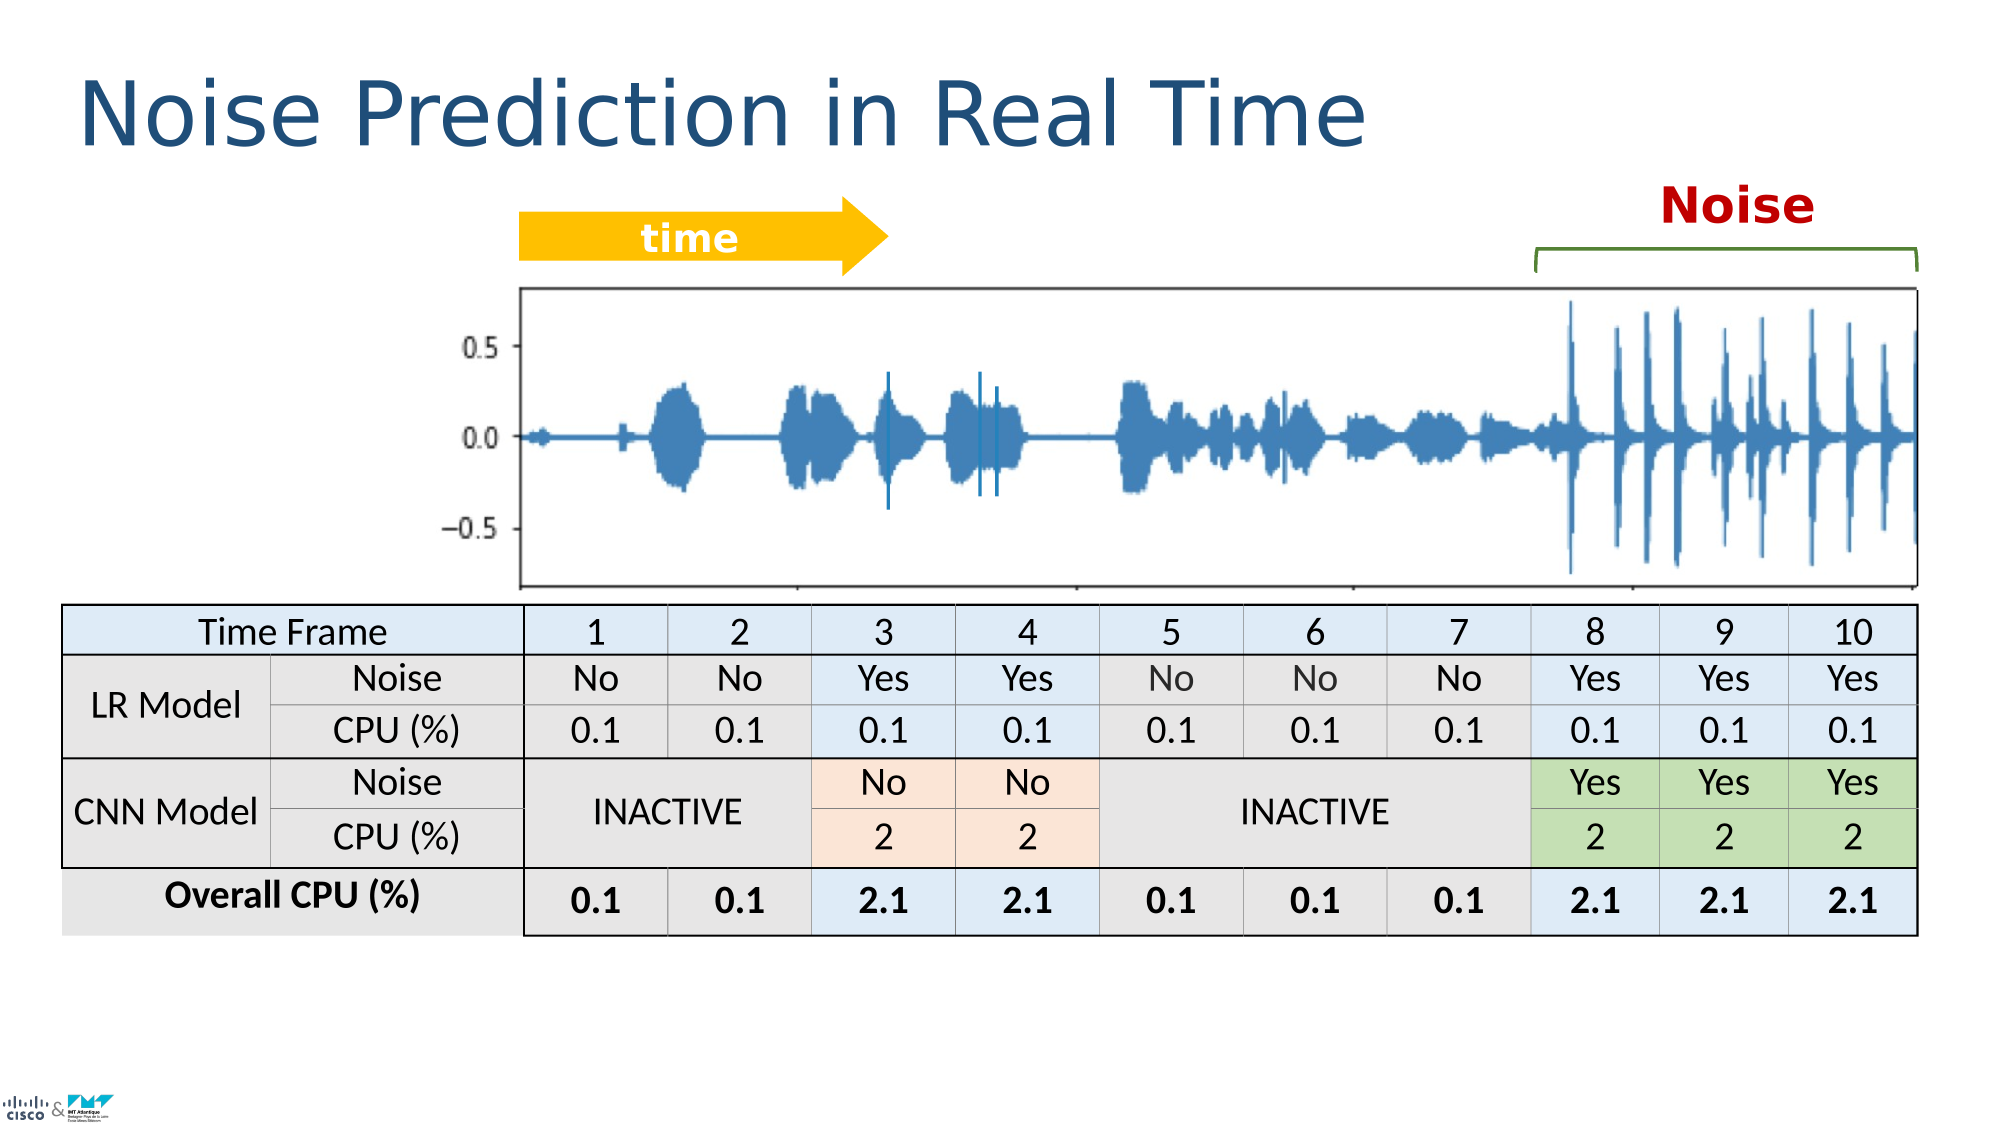 Noise Prediction in Real Time
time
Noise
0.5
0.0
−0.5
Time Frame 1 2 3 4 5 6 7 8 9 10
LR Model
Noise No No Yes Yes No No No Yes Yes Yes
CPU (%) 0.1 0.1 0.1 0.1 0.1 0.1 0.1 0.1 0.1 0.1
CNN Model
Noise INACTIVE No No INACTIVE Yes Yes Yes
CPU (%) 2 2 2 2 2
Overall CPU (%) 0.1 0.1 2.1 2.1 0.1 0.1 0.1 2.1 2.1 2.1
CISCO &
IMT Atlantique